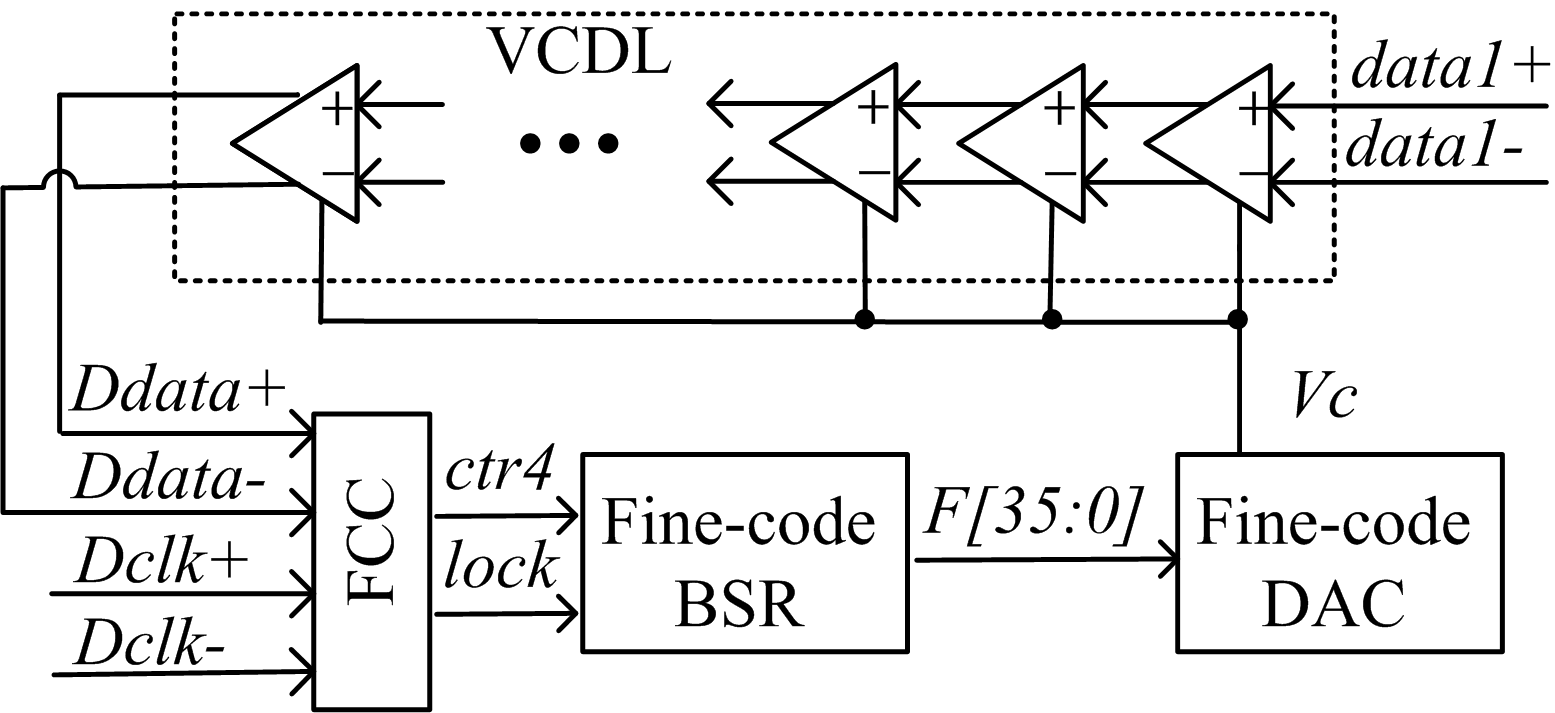 VCDL
data1+
data1-
+
+
+
+
−
−
−
−
Vc
Ddata+
Ddata-
Dclk+
Dclk-
FCC
ctr4
lock
Fine-code
BSR
F[35:0]
Fine-code
DAC